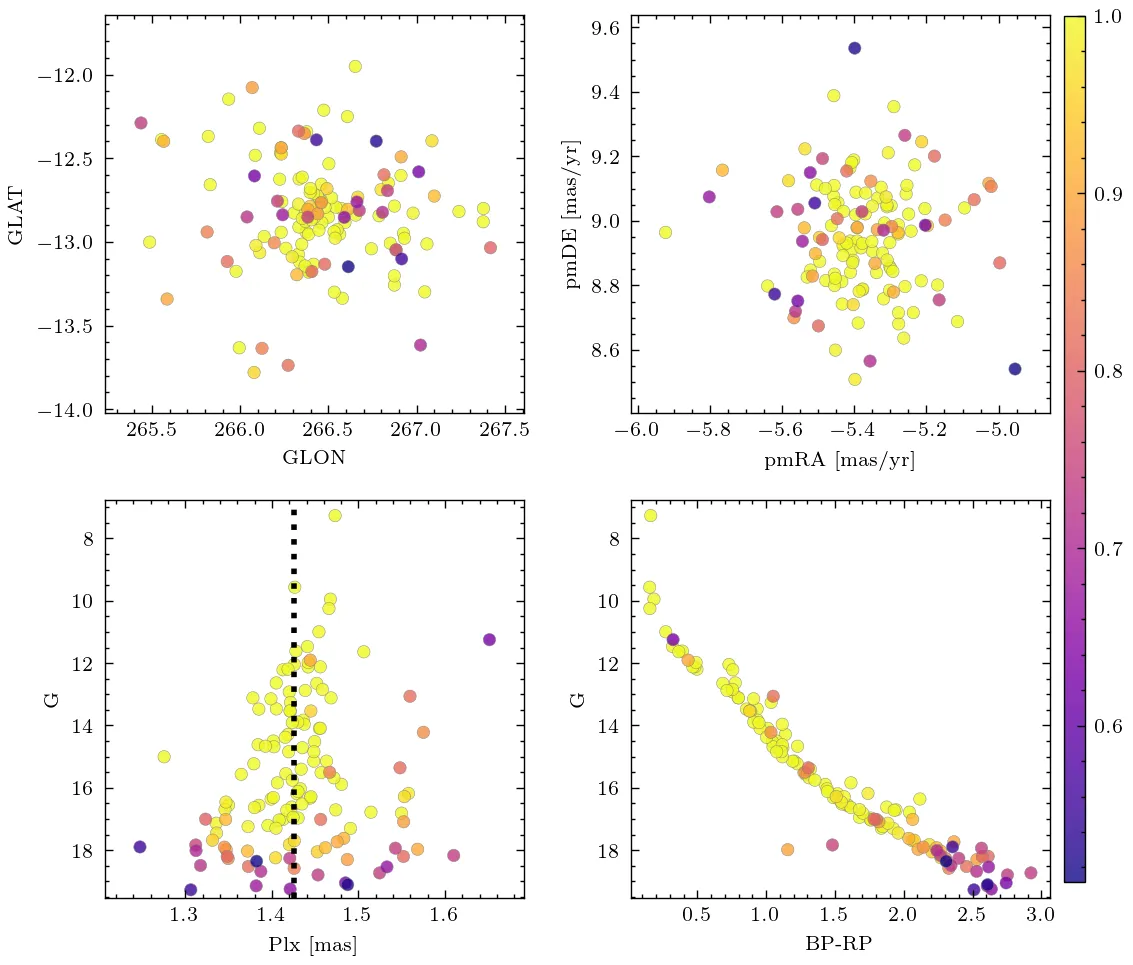 −12.0
−12.5
−13.0
−13.5
−14.0
GLAT
265.5 266.0 266.5 267.0 267.5
GLON
9.6
9.4
9.2
9.0
8.8
8.6
pmDE [mas/yr]
−6.0 −5.8 −5.6 −5.4 −5.2 −5.0
pmRA [mas/yr]
1.0
0.9
0.8
0.7
0.6
8
10
12
14
16
18
G
1.3 1.4 1.5 1.6
Plx [mas]
8
10
12
14
16
18
G
0.5 1.0 1.5 2.0 2.5 3.0
BP-RP